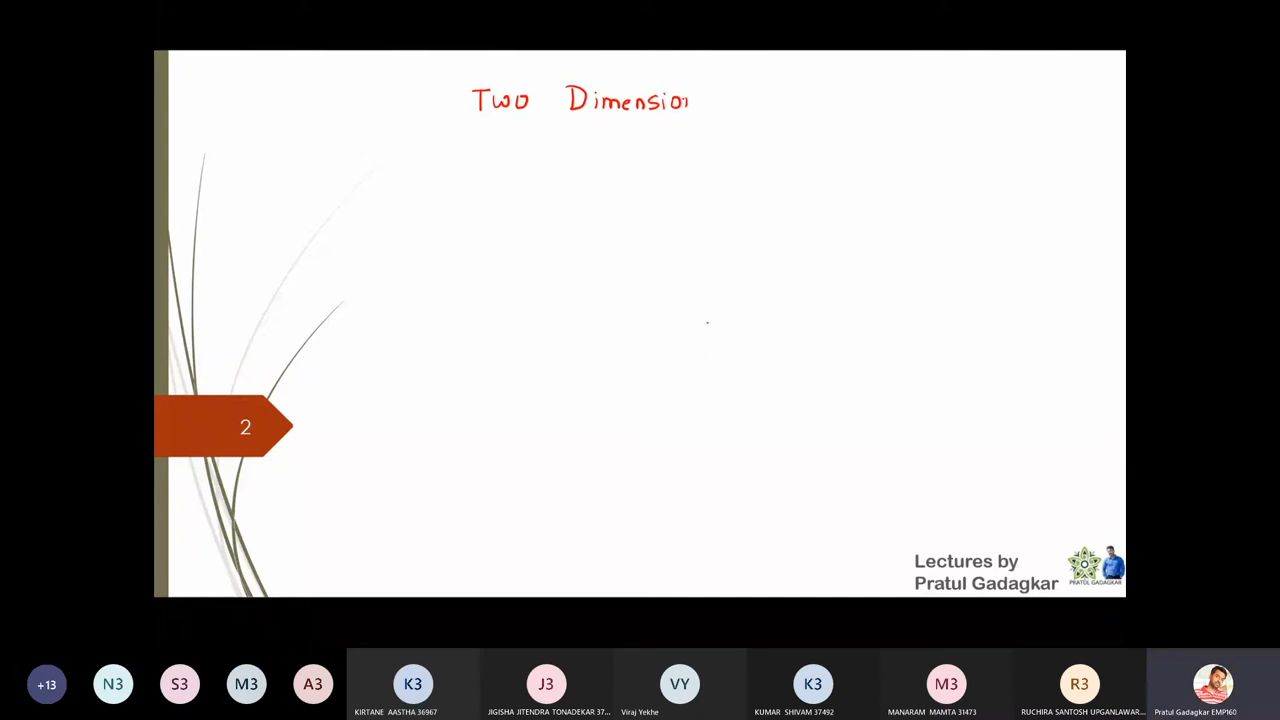 Two Dimension
2
Lectures by
Pratul Gadagkar
PRATUL GADAGKAR
+13
N3
S3
M3
A3
K3
J3
VY
K3
M3
R3
KIRTANE AASTHA 36967
JIGISHA JITENDRA TONADEKAR 37...
Viraj Yekhe
KUMAR SHIVAM 37492
MANARAM MAMTA 31473
RUCHIRA SANTOSH UPGANLAWAR...
Pratul Gadagkar EMP160